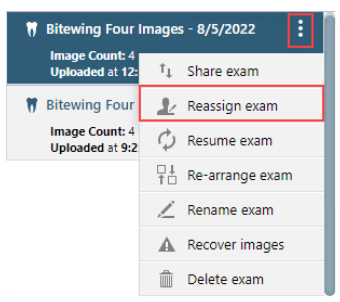 Bitewing Four Images - 8/5/2022
Image Count: 4
Uploaded at 12:
Share exam
Bitewing Four
Reassign exam
Image Count: 4
Uploaded at 9:2
Resume exam
Re-arrange exam
Rename exam
Recover images
Delete exam